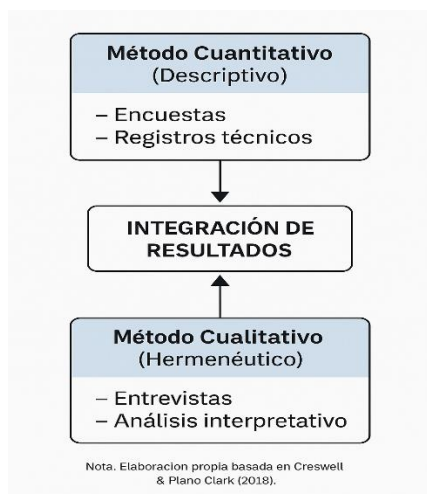 Método Cuantitativo
(Descriptivo)
– Encuestas
– Registros técnicos
INTEGRACIÓN DE
RESULTADOS
Método Cualitativo
(Hermenéutico)
– Entrevistas
– Análisis interpretativo
Nota. Elaboracion propia basada en Creswell
& Plano Clark (2018).